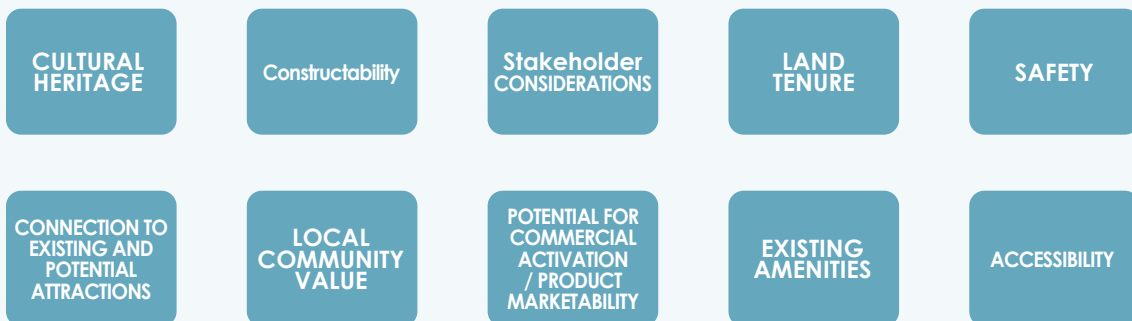 CULTURAL
HERITAGE
Constructability
Stakeholder
CONSIDERATIONS
LAND
TENURE
SAFETY
CONNECTION TO
EXISTING AND
POTENTIAL
ATTRACTIONS
LOCAL
COMMUNITY
VALUE
POTENTIAL FOR
COMMERCIAL
ACTIVATION
/ PRODUCT
MARKETABILITY
EXISTING
AMENITIES
ACCESSIBILITY